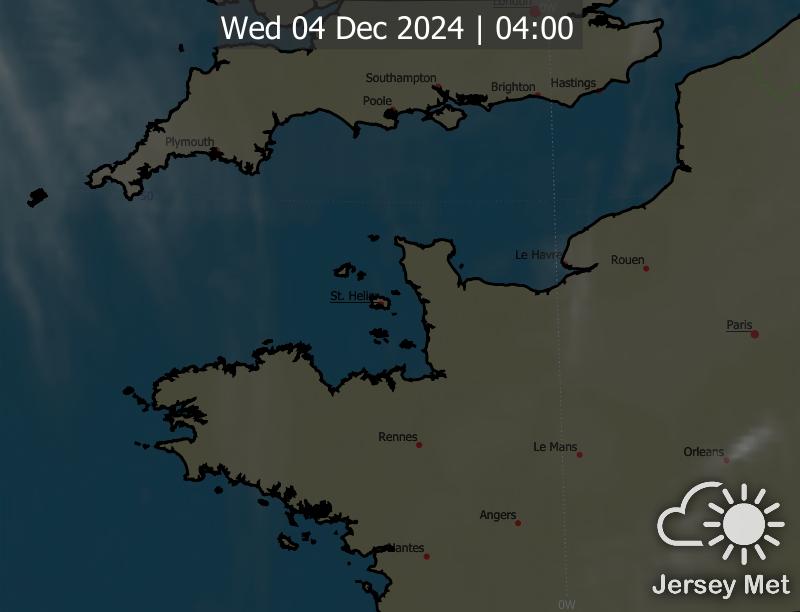 London
Wed 04 Dec 2024 | 04:00
Southampton
Brighton
Hastings
Poole
Plymouth
50
Le Havre
Rouen
St. Helier
Paris
Rennes
Le Mans
Orleans
Angers
Nantes
0W
Jersey Met